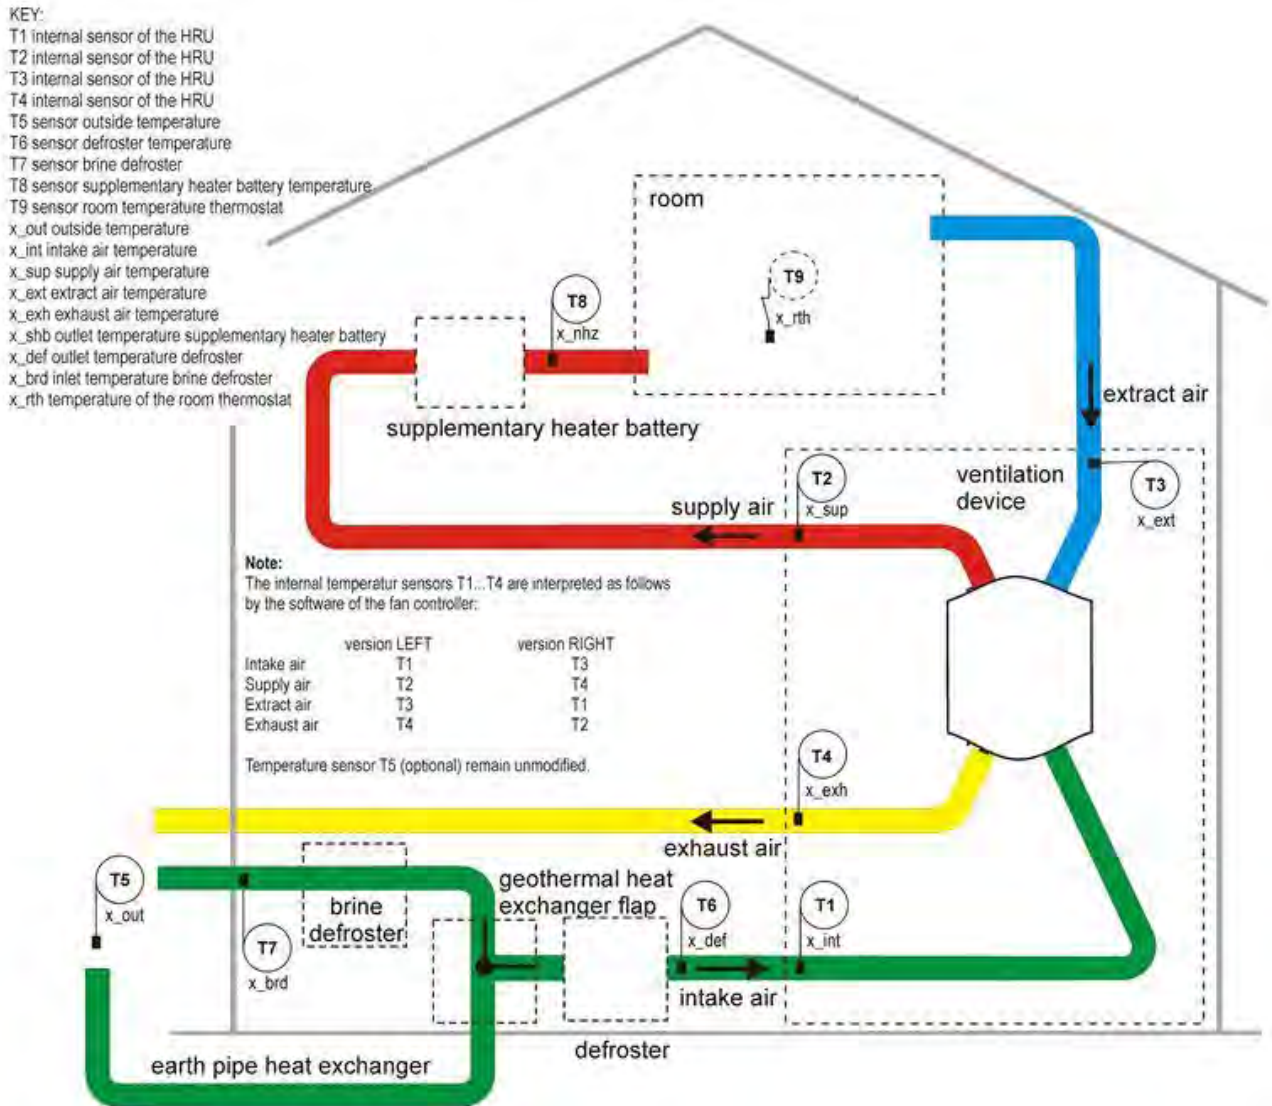 KEY:
T1 internal sensor of the HRU
T2 internal sensor of the HRU
T3 internal sensor of the HRU
T4 internal sensor of the HRU
T5 sensor outside temperature
T6 sensor defroster temperature
T7 sensor brine defroster
T8 sensor supplementary heater battery temperature
T9 sensor room temperature thermostat
x_out outside temperature
x_int intake air temperature
x_sup supply air temperature
x_ext extract air temperature
x_exh exhaust air temperature
x_shb outlet temperature supplementary heater battery
x_def outlet temperature defroster
x_brd inlet temperature brine defroster
x_rth temperature of the room thermostat
room
T9
x_rth
T8
x_nhz
supplementary heater battery
extract air
T3
x_ext
ventilation
device
T2
x_sup
supply air
Note:
The internal temperatur sensors T1...T4 are interpreted as follows
by the software of the fan controller:
version LEFT version RIGHT
Intake air T1 T3
Supply air T2 T4
Extract air T3 T1
Exhaust air T4 T2
Temperature sensor T5 (optional) remain unmodified.
T4
x_exh
exhaust air
T5
x_out
brine
defroster
T7
x_brd
geothermal heat
exchanger flap
T6
x_def
T1
x_int
intake air
defroster
earth pipe heat exchanger